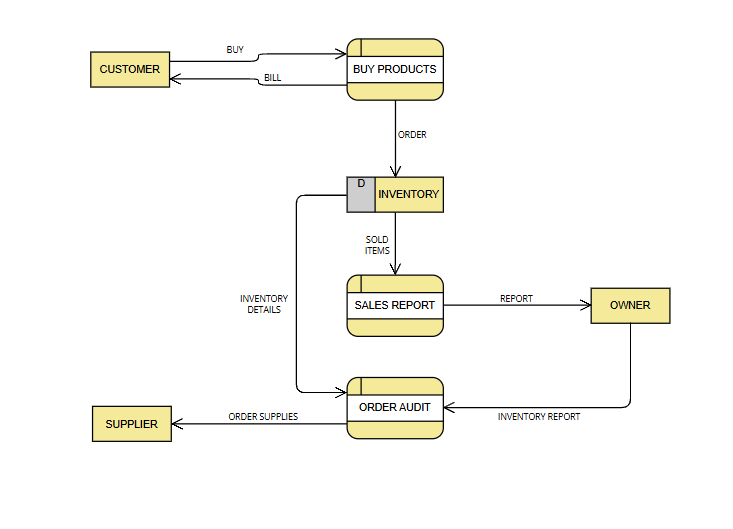 BUY
CUSTOMER
BUY PRODUCTS
BILL
ORDER
D
INVENTORY
SOLD
ITEMS
INVENTORY
DETAILS
SALES REPORT
REPORT
OWNER
ORDER AUDIT
SUPPLIER
ORDER SUPPLIES
INVENTORY REPORT